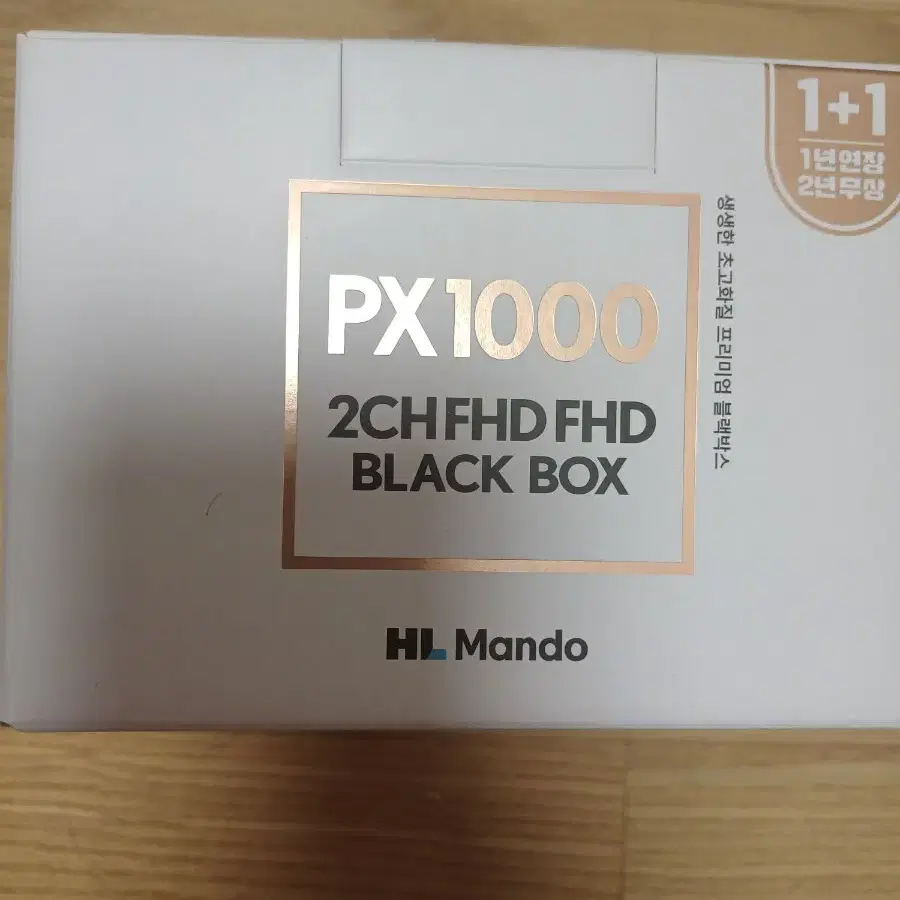 1+1
1년연장
2년무상
생생한 초고화질 프리미엄 블랙박스
PX1000
2CH FHD FHD
BLACK BOX
HL Mando